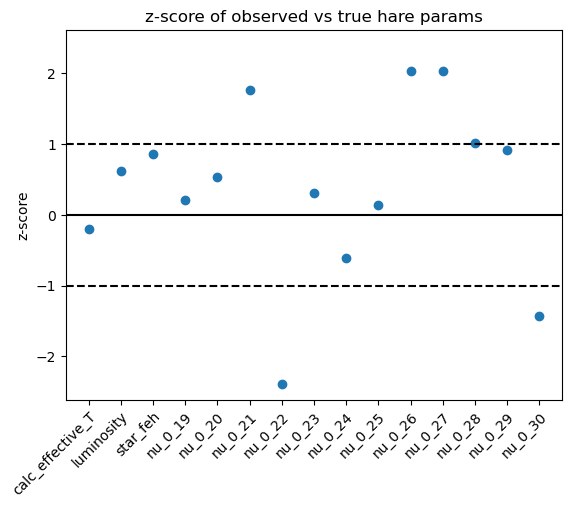 z-score of observed vs true hare params
z-score
2
1
0
−1
−2
calc_effective_T
luminosity
star_feh
nu_0_19
nu_0_20
nu_0_21
nu_0_22
nu_0_23
nu_0_24
nu_0_25
nu_0_26
nu_0_27
nu_0_28
nu_0_29
nu_0_30